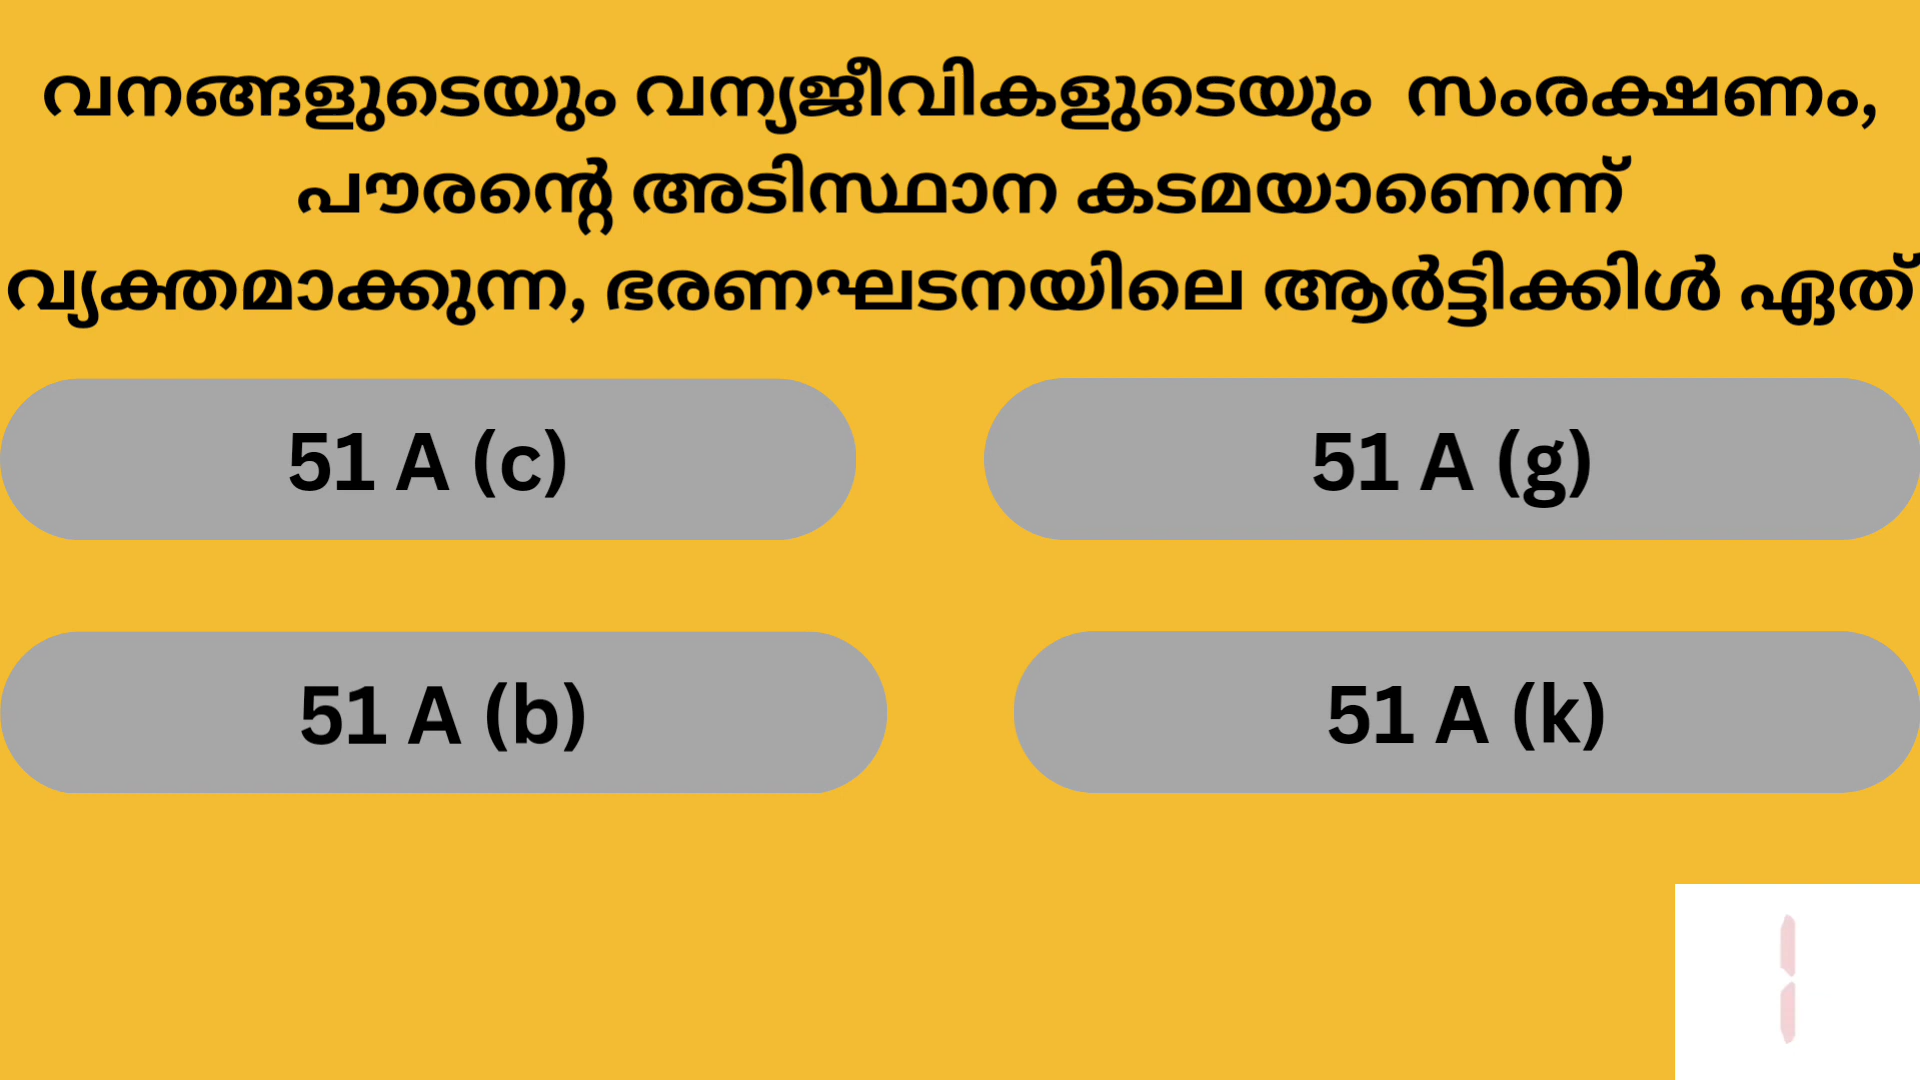 വനങ്ങളുടെയും വന്യജീവികളുടെയും സംരക്ഷണം,
പൗരന്റെ അടിസ്ഥാന കടമയാണെന്ന്
വ്യക്തമാക്കുന്ന, ഭരണഘടനയിലെ ആർട്ടിക്കിൾ ഏത്
51 A (c)
51 A (g)
51 A (b)
51 A (k)
1